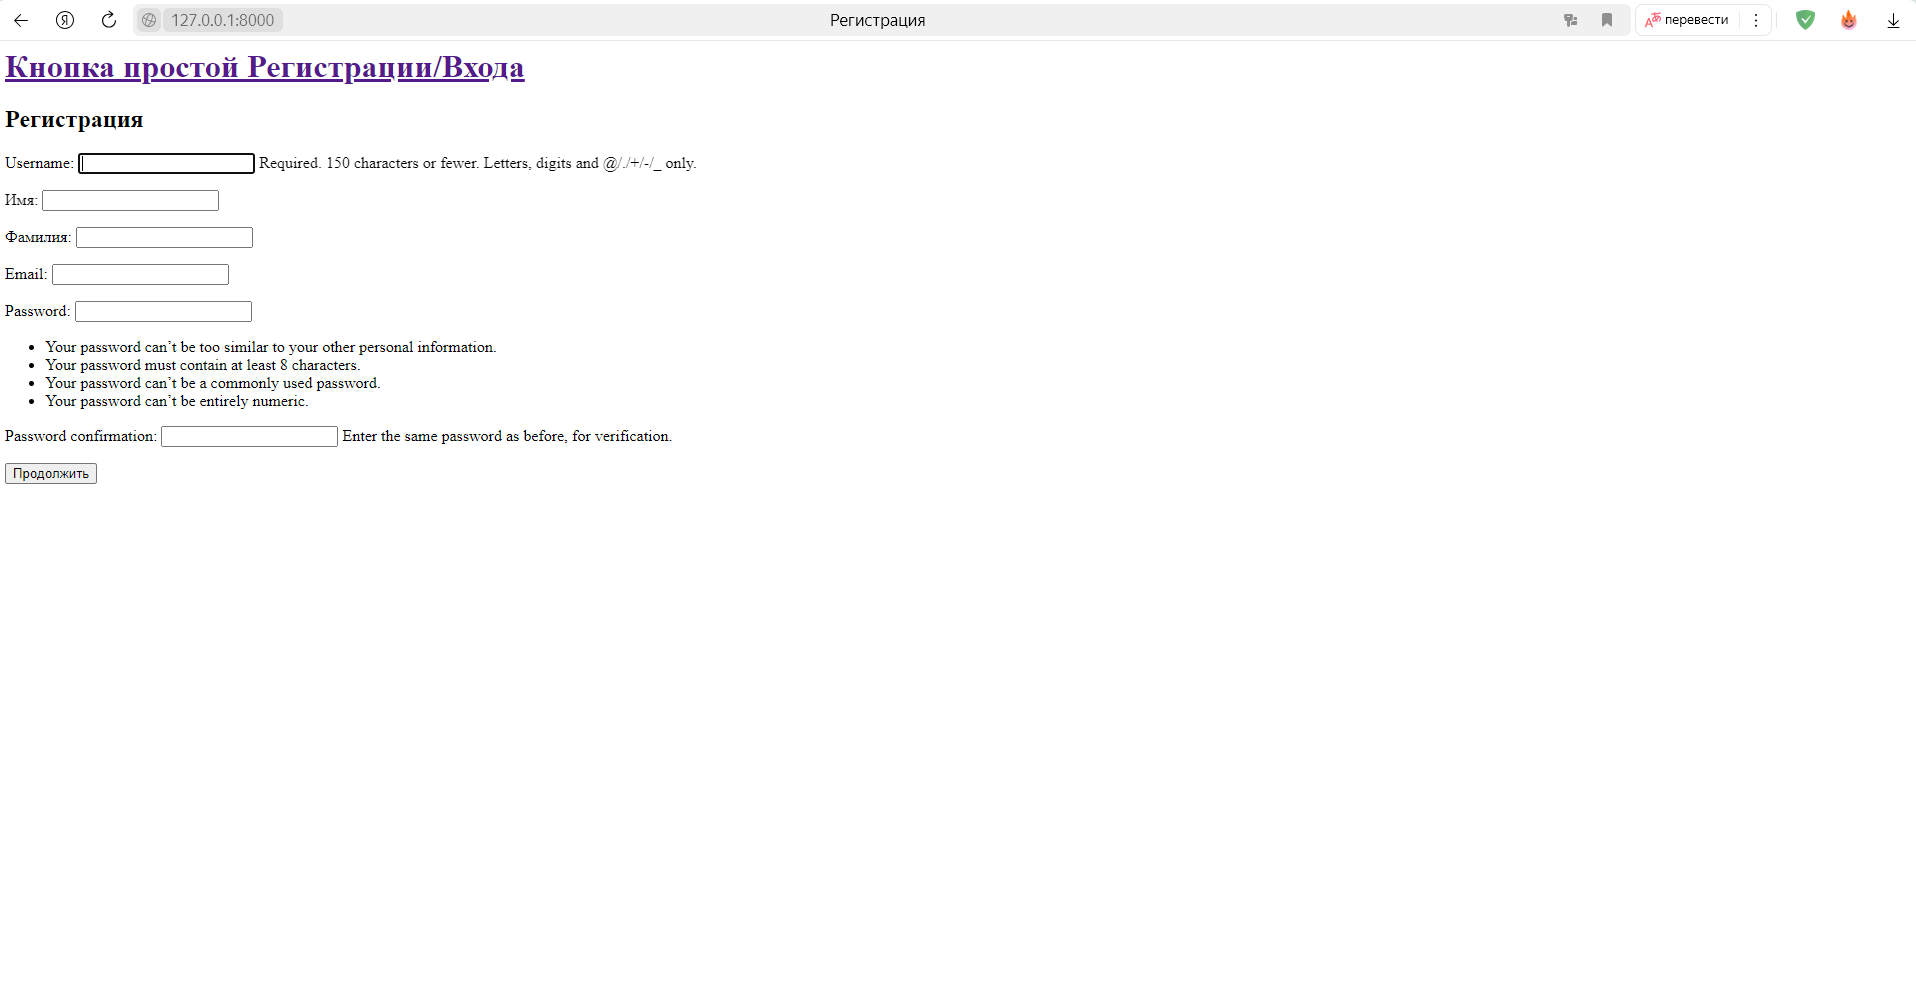 127.0.0.1:8000 Регистрация перевести
Кнопка простой Регистрации/Входа
Регистрация
Username: Required. 150 characters or fewer. Letters, digits and @/./+/-/_ only.
Имя:
Фамилия:
Email:
Password:
Your password can’t be too similar to your other personal information.
Your password must contain at least 8 characters.
Your password can’t be a commonly used password.
Your password can’t be entirely numeric.
Password confirmation: Enter the same password as before, for verification.
Продолжить